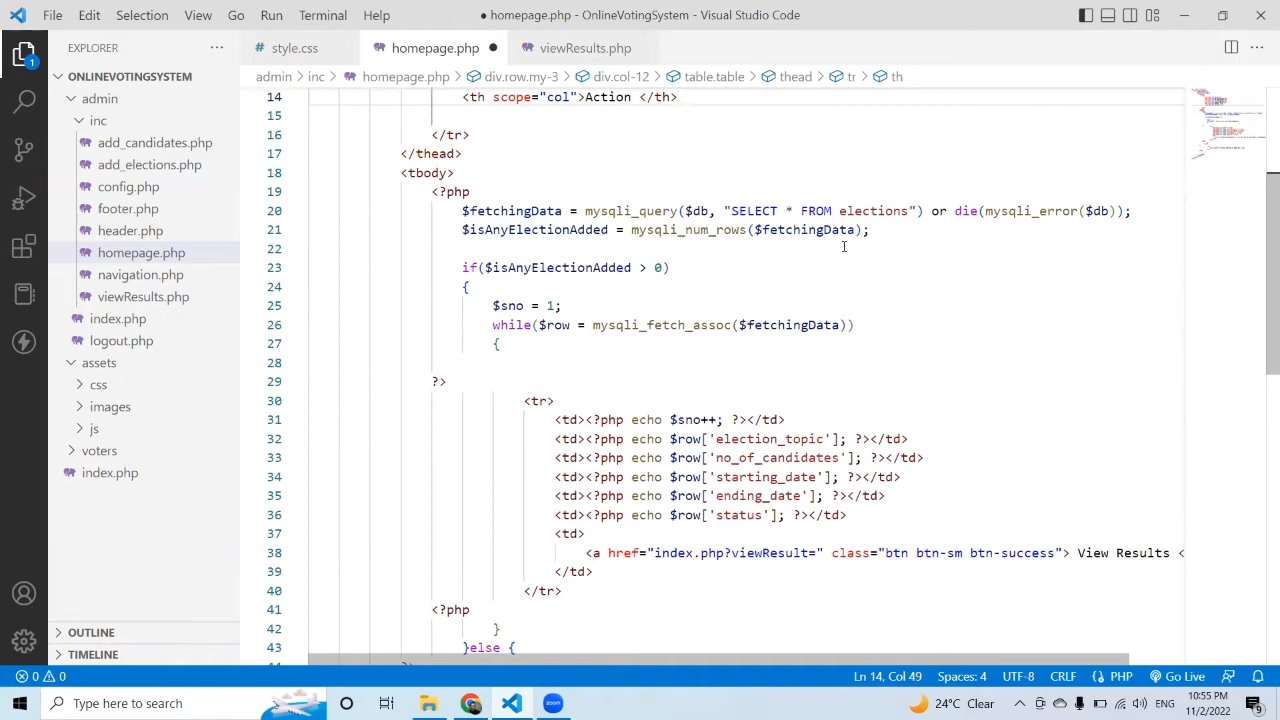 File Edit Selection View Go Run Terminal Help
● homepage.php - OnlineVotingSystem - Visual Studio Code
EXPLORER
# style.css homepage.php ● viewResults.php
ONLINEVOTINGSYSTEM
admin > inc > homepage.php > div.row.my-3 > div.col-12 > table.table > thead > tr > th
admin
inc
add_candidates.php
add_elections.php
config.php
footer.php
header.php
homepage.php
navigation.php
viewResults.php
index.php
logout.php
assets
css
images
js
voters
index.php
OUTLINE
TIMELINE
1
14 <th scope="col">Action </th>
15
16 </tr>
17 </thead>
18 <tbody>
19 <?php
20 $fetchingData = mysqli_query($db, "SELECT * FROM elections") or die(mysqli_error($db));
21 $isAnyElectionAdded = mysqli_num_rows($fetchingData);
22
23 if($isAnyElectionAdded > 0)
24 {
25 $sno = 1;
26 while($row = mysqli_fetch_assoc($fetchingData))
27 {
28
29 ?>
30 <tr>
31 <td><?php echo $sno++; ?></td>
32 <td><?php echo $row['election_topic']; ?></td>
33 <td><?php echo $row['no_of_candidates']; ?></td>
34 <td><?php echo $row['starting_date']; ?></td>
35 <td><?php echo $row['ending_date']; ?></td>
36 <td><?php echo $row['status']; ?></td>
37 <td>
38 <a href="index.php?viewResult=" class="btn btn-sm btn-success"> View Results <
39 </td>
40 </tr>
41 <?php
42 }
43 }else {
0 0 Ln 14, Col 49 Spaces: 4 UTF-8 CRLF PHP Go Live
Type here to search
zoom
24°C Clear
10:55 PM
11/2/2022
9